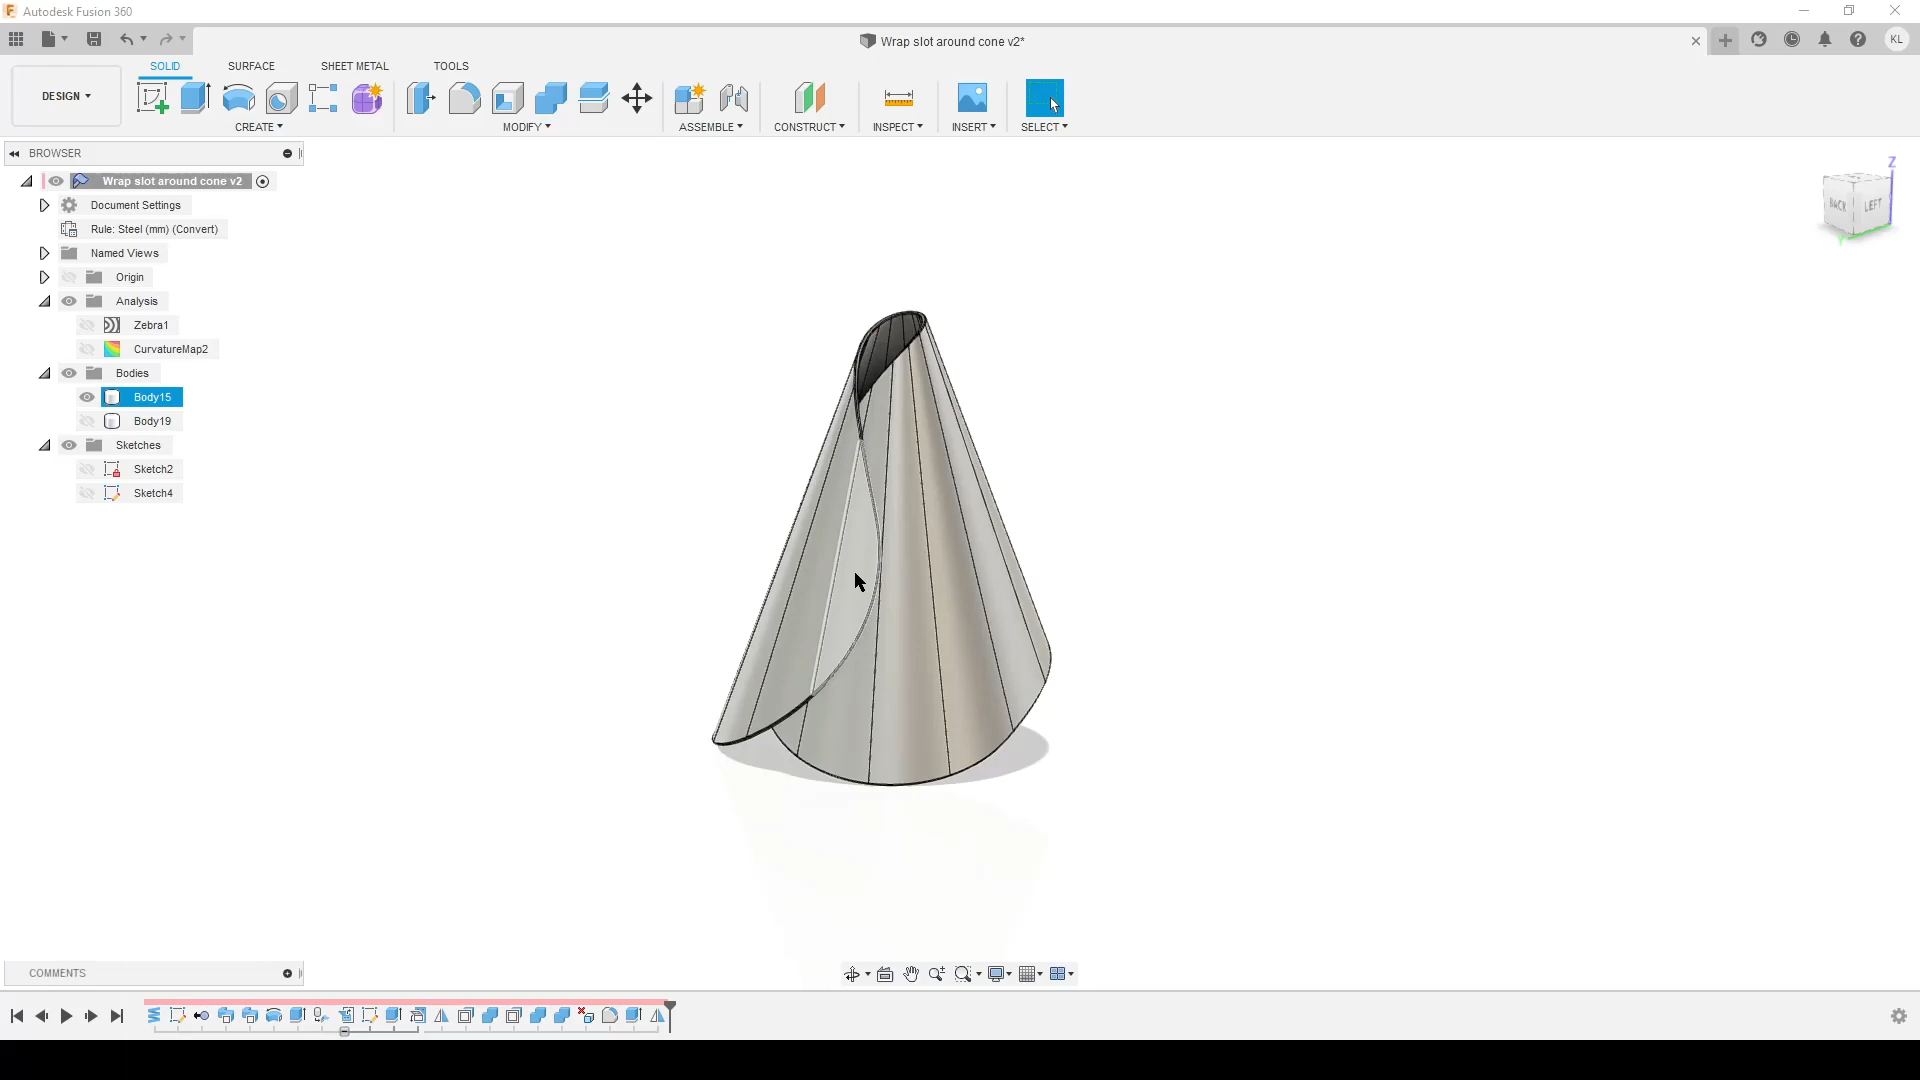 Autodesk Fusion 360
Wrap slot around cone v2*
KL
DESIGN
SOLID
SURFACE
SHEET METAL
TOOLS
CREATE
MODIFY
ASSEMBLE
CONSTRUCT
INSPECT
INSERT
SELECT
BROWSER
Wrap slot around cone v2
Document Settings
Rule: Steel (mm) (Convert)
Named Views
Origin
Analysis
Zebra1
CurvatureMap2
Bodies
Body15
Body19
Sketches
Sketch2
Sketch4
Z
BACK
LEFT
Y
COMMENTS